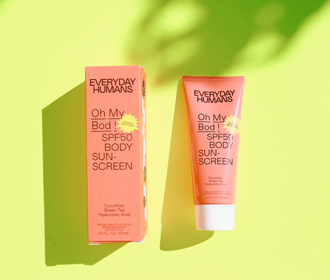 EVERYDAY
HUMANS
Oh My
Bod!
SPF50
BODY
SUN-
SCREEN
Cucumber
Green Tea
Hyaluronic Acid
EVERYDAY
HUMANS
Oh My
Bod!
SPF50
BODY
SUN-
SCREEN
Cucumber
Green Tea
Hyaluronic Acid